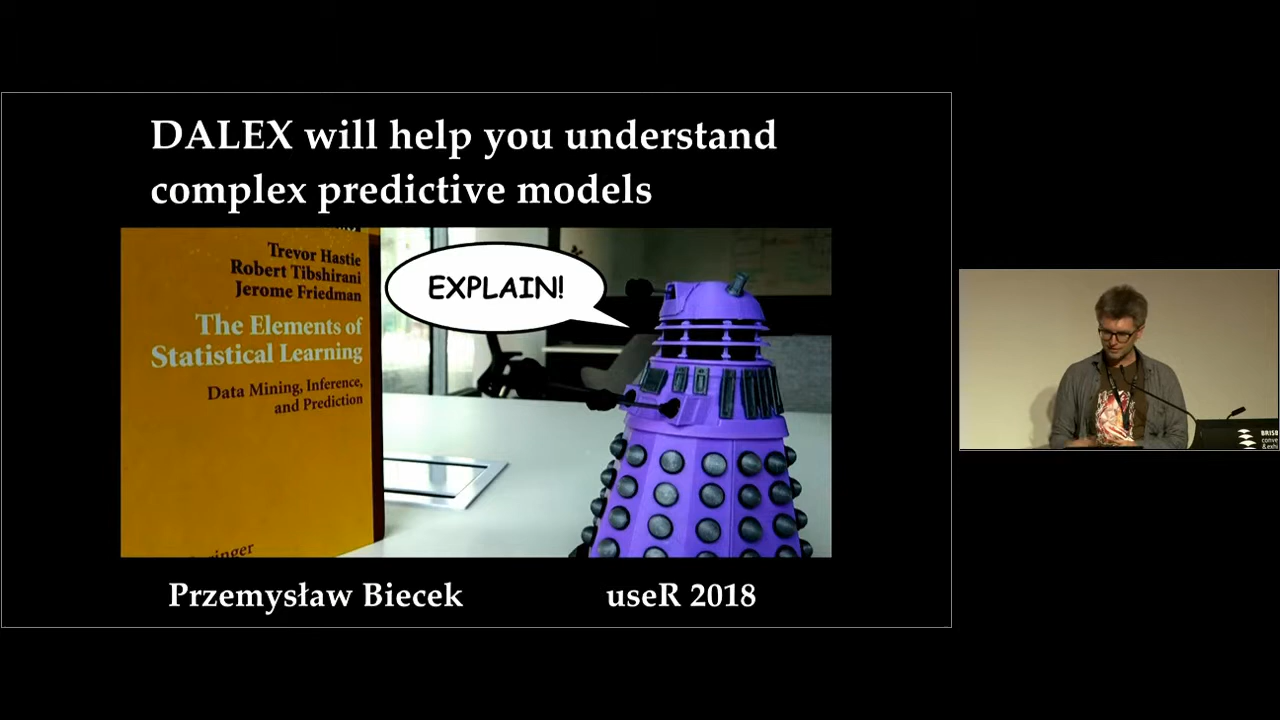 DALEX will help you understand
complex predictive models
Trevor Hastie
Robert Tibshirani
Jerome Friedman
The Elements of
Statistical Learning
Data Mining, Inference,
and Prediction
EXPLAIN!
Przemysław Biecek
useR 2018